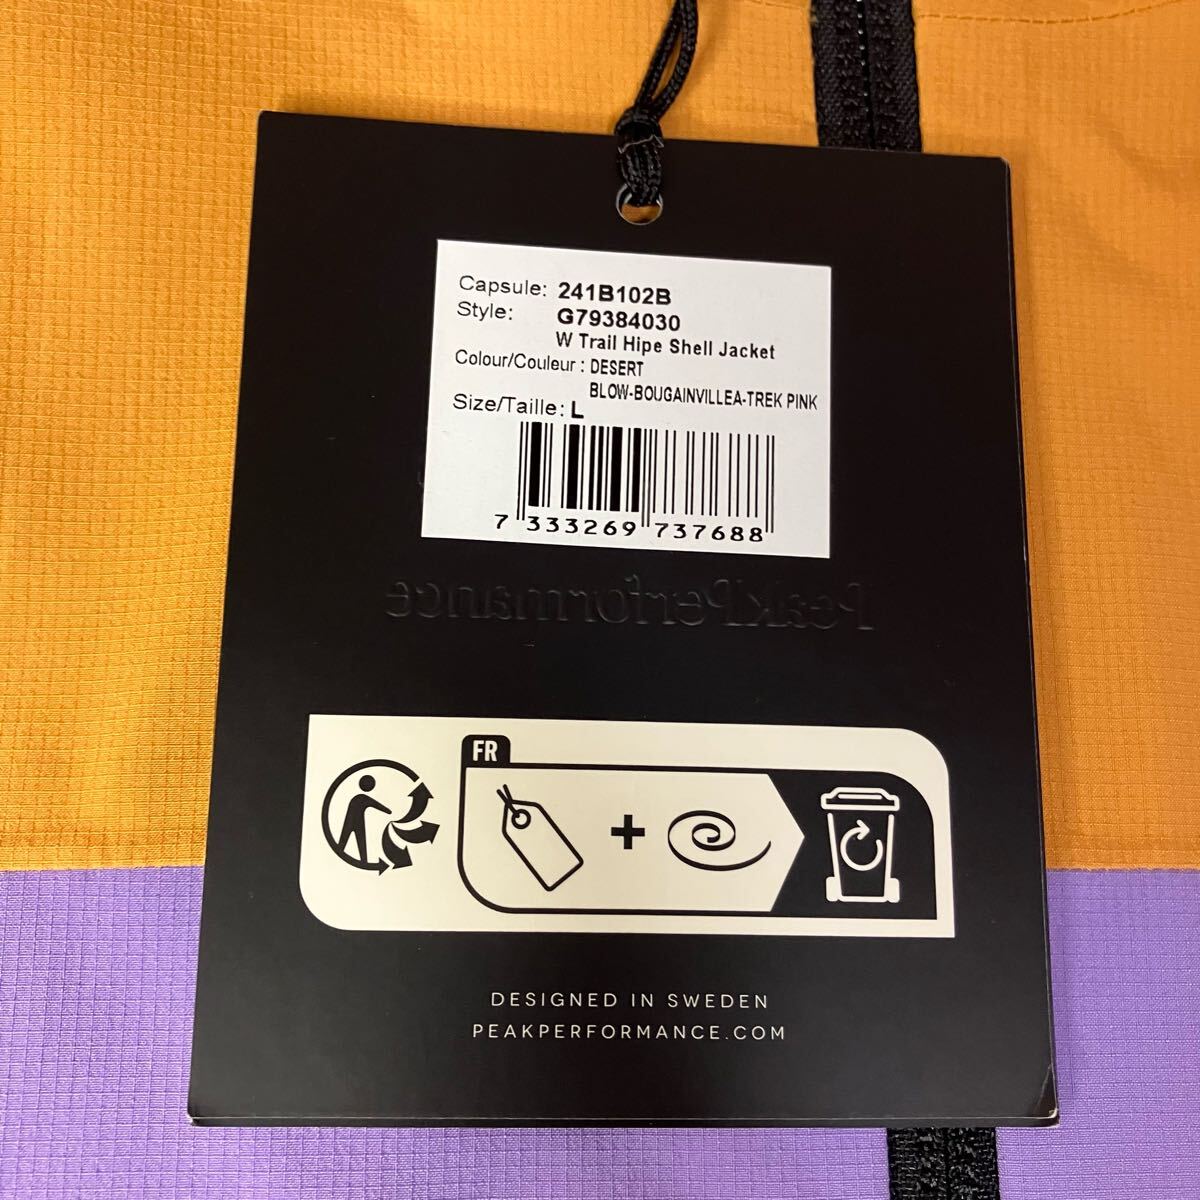 Capsule: 241B102B
Style: G79384030
W Trail Hipe Shell Jacket
Colour/Couleur : DESERT
BLOW-BOUGAINVILLEA-TREK PINK
Size/Taille: L
7 333269 737688
PeakPerformance
FR
+
DESIGNED IN SWEDEN
PEAKPERFORMANCE.COM